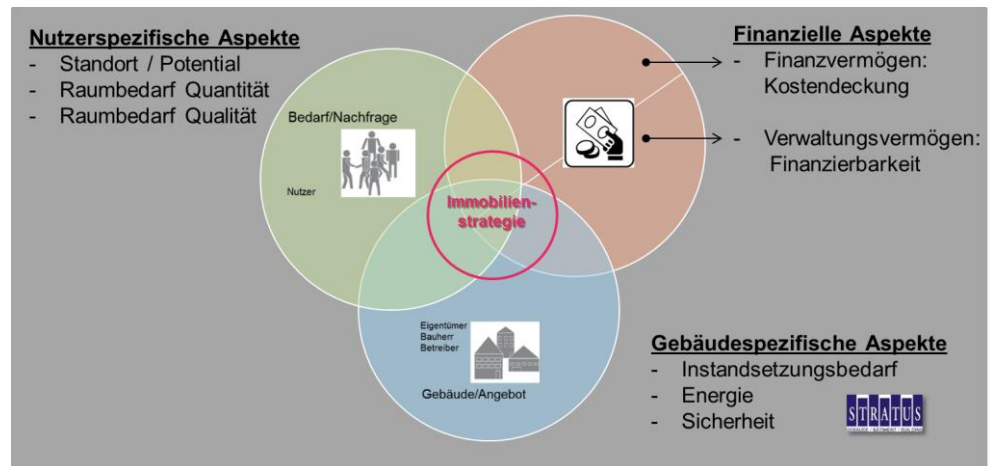 Nutzerspezifische Aspekte
- Standort / Potential
- Raumbedarf Quantität
- Raumbedarf Qualität
Bedarf/Nachfrage
Nutzer
Finanzielle Aspekte
- Finanzvermögen:
Kostendeckung
- Verwaltungsvermögen:
Finanzierbarkeit
Immobilien-
strategie
Eigentümer
Bauherr
Betreiber
Gebäude/Angebot
Gebäudespezifische Aspekte
- Instandsetzungsbedarf
- Energie
- Sicherheit
STRATUS